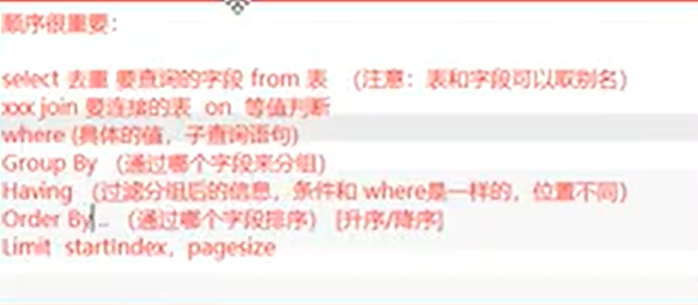 顺序很重要：
select 去重 要查询的字段 from 表 （注意：表和字段可以取别名）
xxx join 要连接的表 on 等值判断
where (具体的值，子查询语句)
Group By （通过哪个字段来分组）
Having （过滤分组后的信息，条件和 where是一样的，位置不同）
Order By .. （通过哪个字段排序） [升序/降序]
Limit startIndex，pagesize